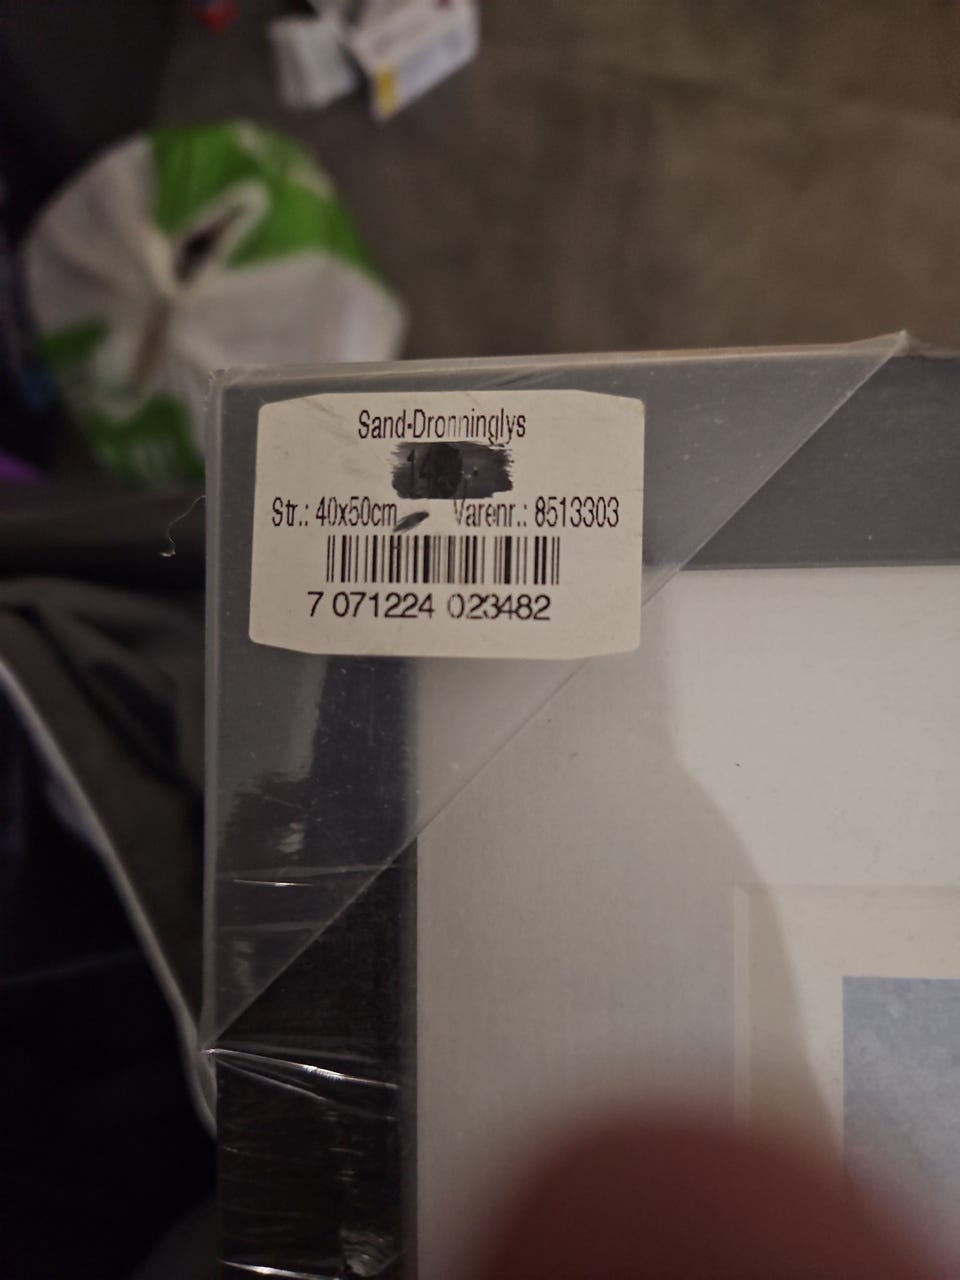 Sand-Dronninglys
Str.: 40x50cm Varenr.: 8513303
7 071224 023482